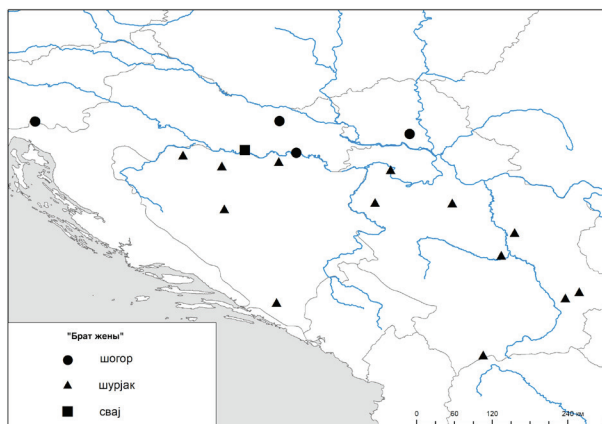 "Брат жены"
шогор
шурјак
свај
0 60 120 240 км